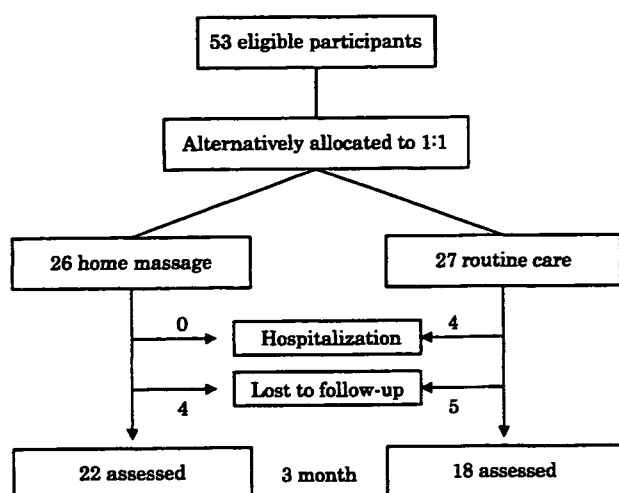 53 eligible participants
Alternatively allocated to 1:1
26 home massage
27 routine care
0
Hospitalization
4
4
Lost to follow-up
5
22 assessed
3 month
18 assessed